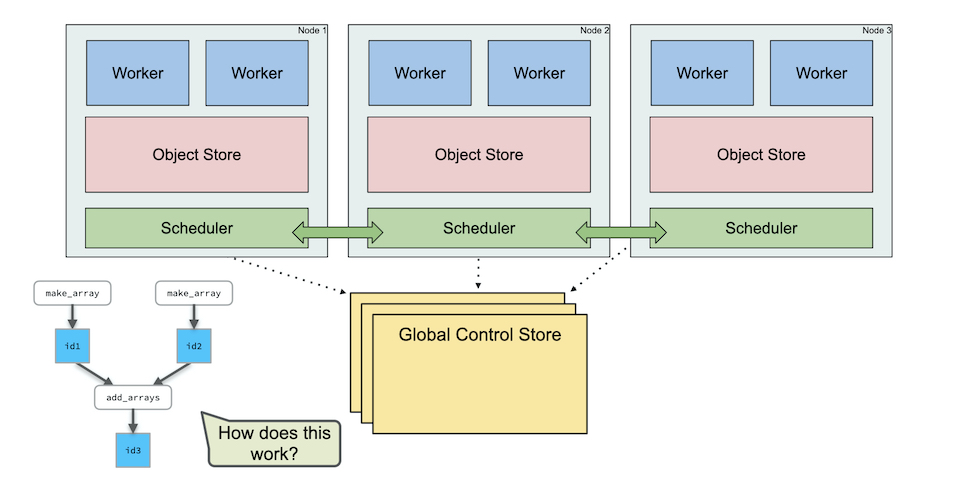 Node 1
Node 2
Node 3
Worker
Worker
Worker
Worker
Worker
Worker
Object Store
Object Store
Object Store
Scheduler
Scheduler
Scheduler
make_array
make_array
id1
id2
add_arrays
id3
How does this
work?
Global Control Store